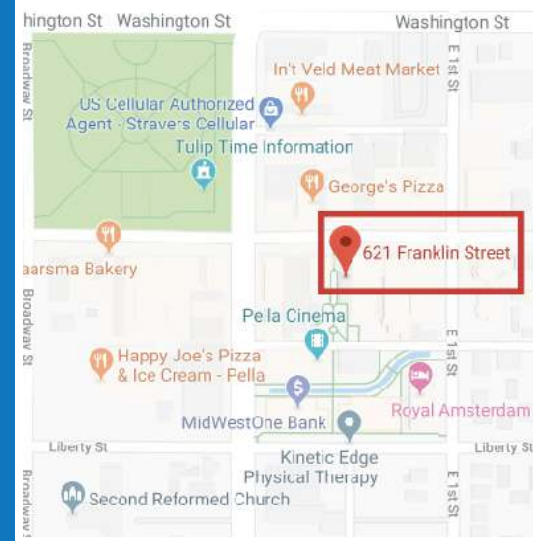 hington St
Washington St
Washington St
Broadway St
E 1st St
In't Veld Meat Market
US Cellular Authorized
Agent - Stravers Cellular
Tulip Time Information
George's Pizza
621 Franklin Street
aarsma Bakery
Broadway St
Pella Cinema
E 1st St
Happy Joe's Pizza
& Ice Cream - Pella
Royal Amsterdam
MidWestOne Bank
Liberty St
Liberty St
Kinetic Edge
Physical Therapy
Broadway S
E 1st St
Second Reformed Church